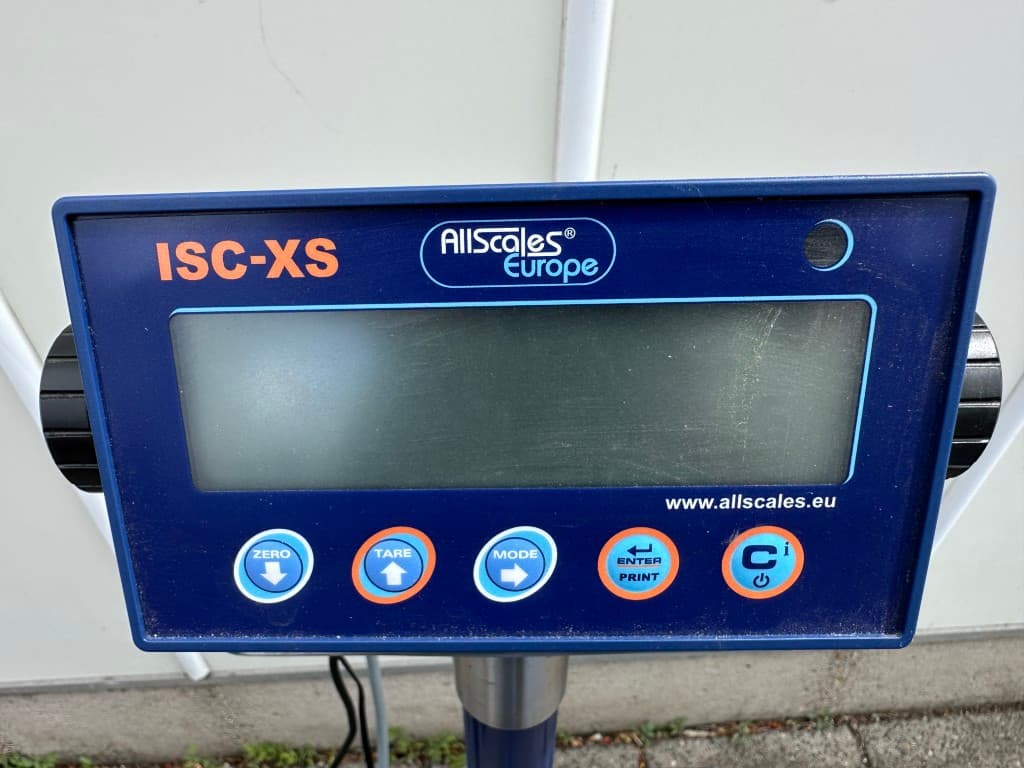 ISC-XS
AllScales®
Europe
www.allscales.eu
ZERO
TARE
MODE
ENTER
PRINT
C i